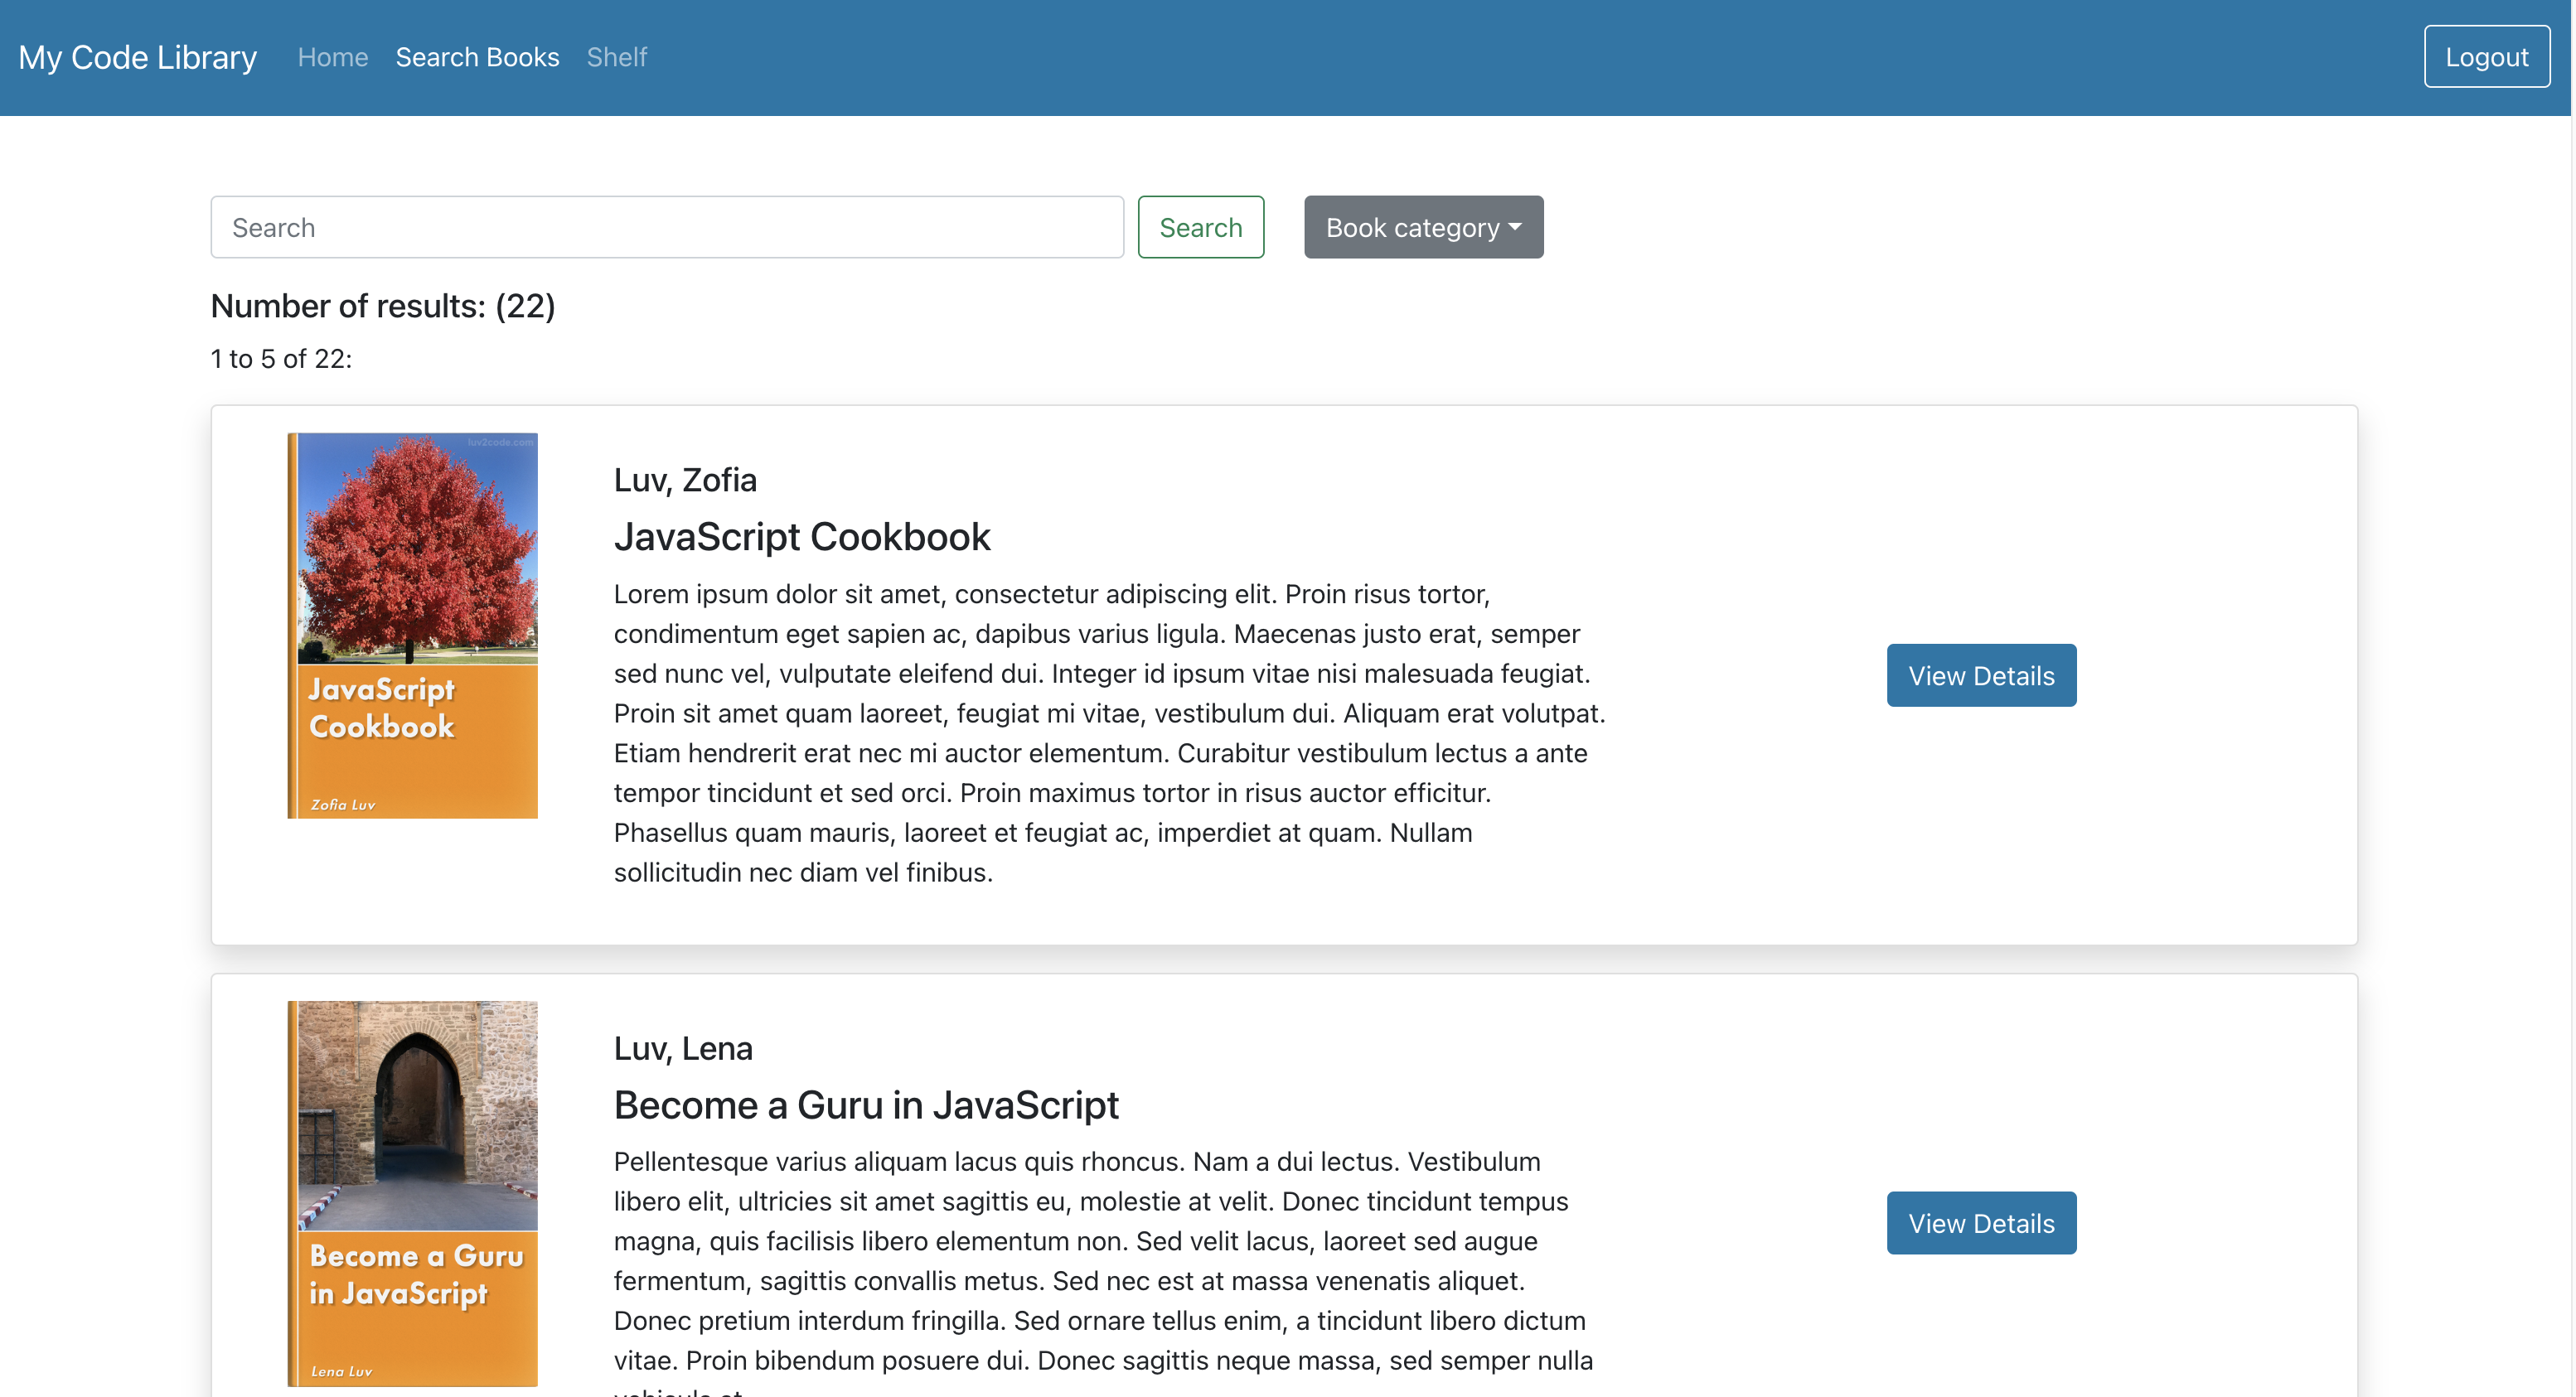 My Code Library Home Search Books Shelf Logout
Search Search Book category
Number of results: (22)
1 to 5 of 22:
luv2code.com
JavaScript
Cookbook
Zofia Luv
Luv, Zofia
JavaScript Cookbook
Lorem ipsum dolor sit amet, consectetur adipiscing elit. Proin risus tortor,
condimentum eget sapien ac, dapibus varius ligula. Maecenas justo erat, semper
sed nunc vel, vulputate eleifend dui. Integer id ipsum vitae nisi malesuada feugiat.
Proin sit amet quam laoreet, feugiat mi vitae, vestibulum dui. Aliquam erat volutpat.
Etiam hendrerit erat nec mi auctor elementum. Curabitur vestibulum lectus a ante
tempor tincidunt et sed orci. Proin maximus tortor in risus auctor efficitur.
Phasellus quam mauris, laoreet et feugiat ac, imperdiet at quam. Nullam
sollicitudin nec diam vel finibus.
View Details
Become a Guru
in JavaScript
Lena Luv
Luv, Lena
Become a Guru in JavaScript
Pellentesque varius aliquam lacus quis rhoncus. Nam a dui lectus. Vestibulum
libero elit, ultricies sit amet sagittis eu, molestie at velit. Donec tincidunt tempus
magna, quis facilisis libero elementum non. Sed velit lacus, laoreet sed augue
fermentum, sagittis convallis metus. Sed nec est at massa venenatis aliquet.
Donec pretium interdum fringilla. Sed ornare tellus enim, a tincidunt libero dictum
vitae. Proin bibendum posuere dui. Donec sagittis neque massa, sed semper nulla
View Details